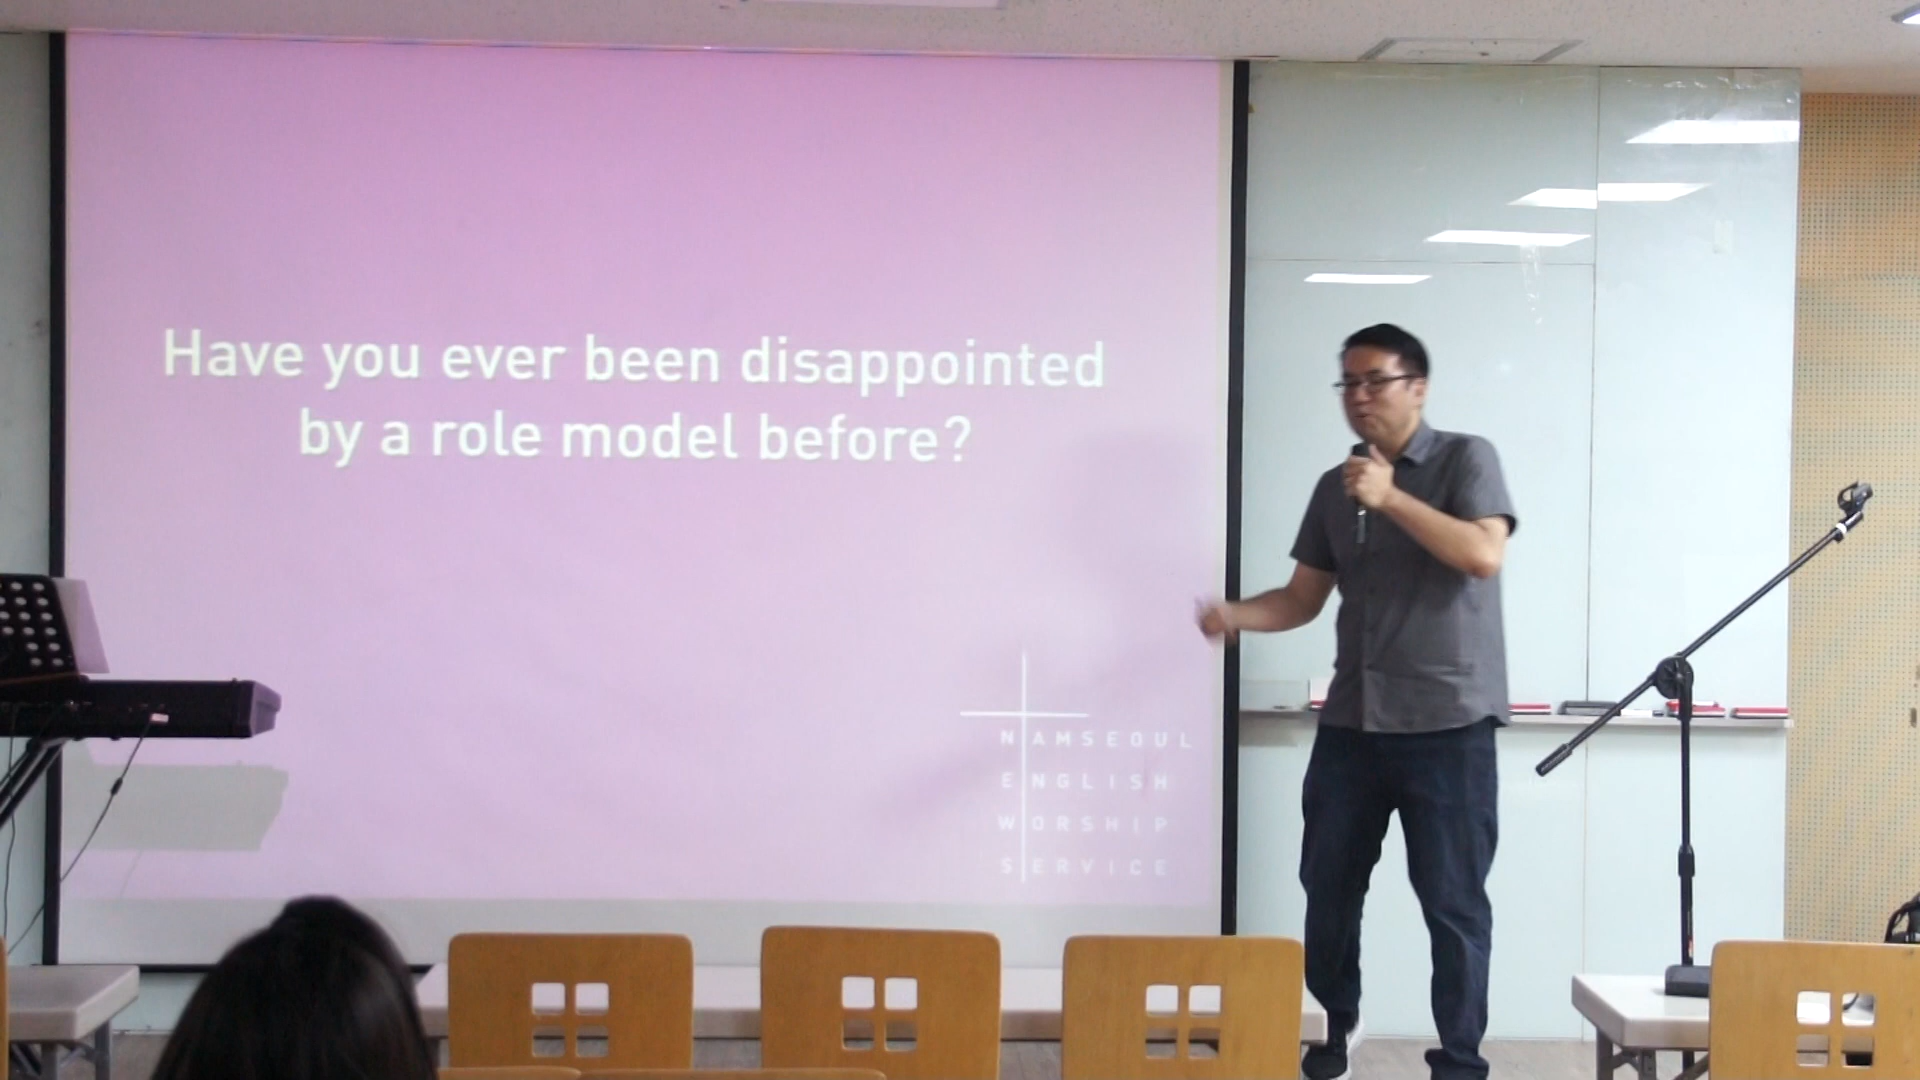 Have you ever been disappointed
by a role model before?
NAMSEOUL
ENGLISH
WORSHIP
SERVICE